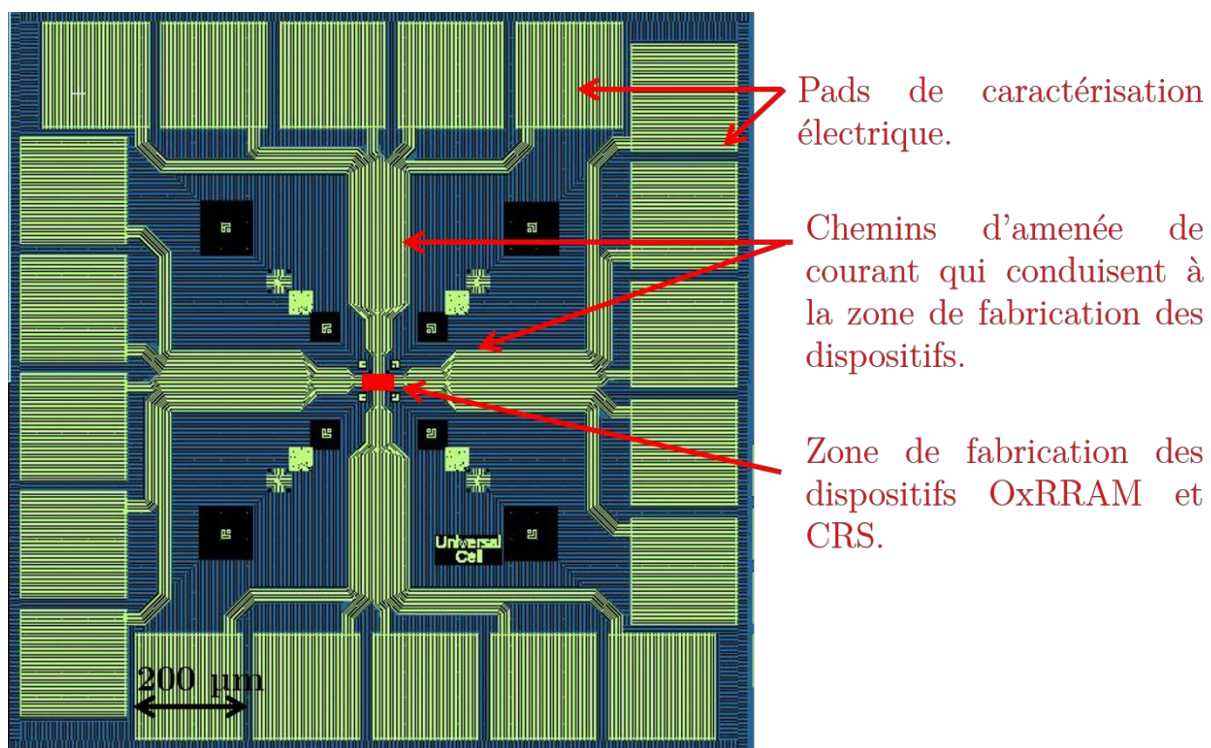 Pads de caractérisation
électrique.
Chemins d'amenée de
courant qui conduisent à
la zone de fabrication des
dispositifs.
Zone de fabrication des
dispositifs OxRRAM et
CRS.
Universal
Cell
200 µm